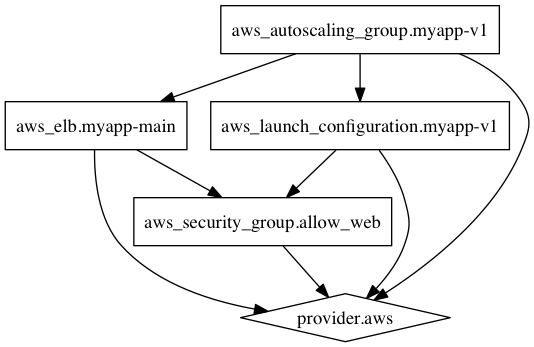 aws_autoscaling_group.myapp-v1
aws_elb.myapp-main
aws_launch_configuration.myapp-v1
aws_security_group.allow_web
provider.aws